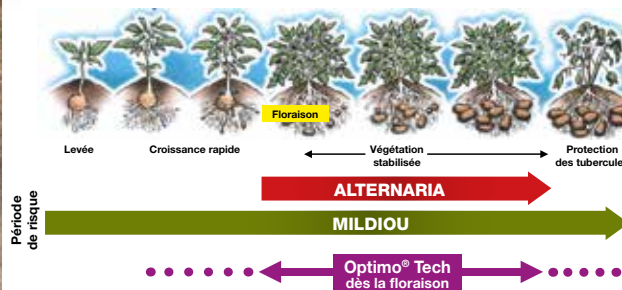 Floraison
Levée
Croissance rapide
Végétation
stabilisée
Protection
des tubercule
Période
de risque
ALTERNARIA
MILDIOU
Optimo® Tech
dès la floraison